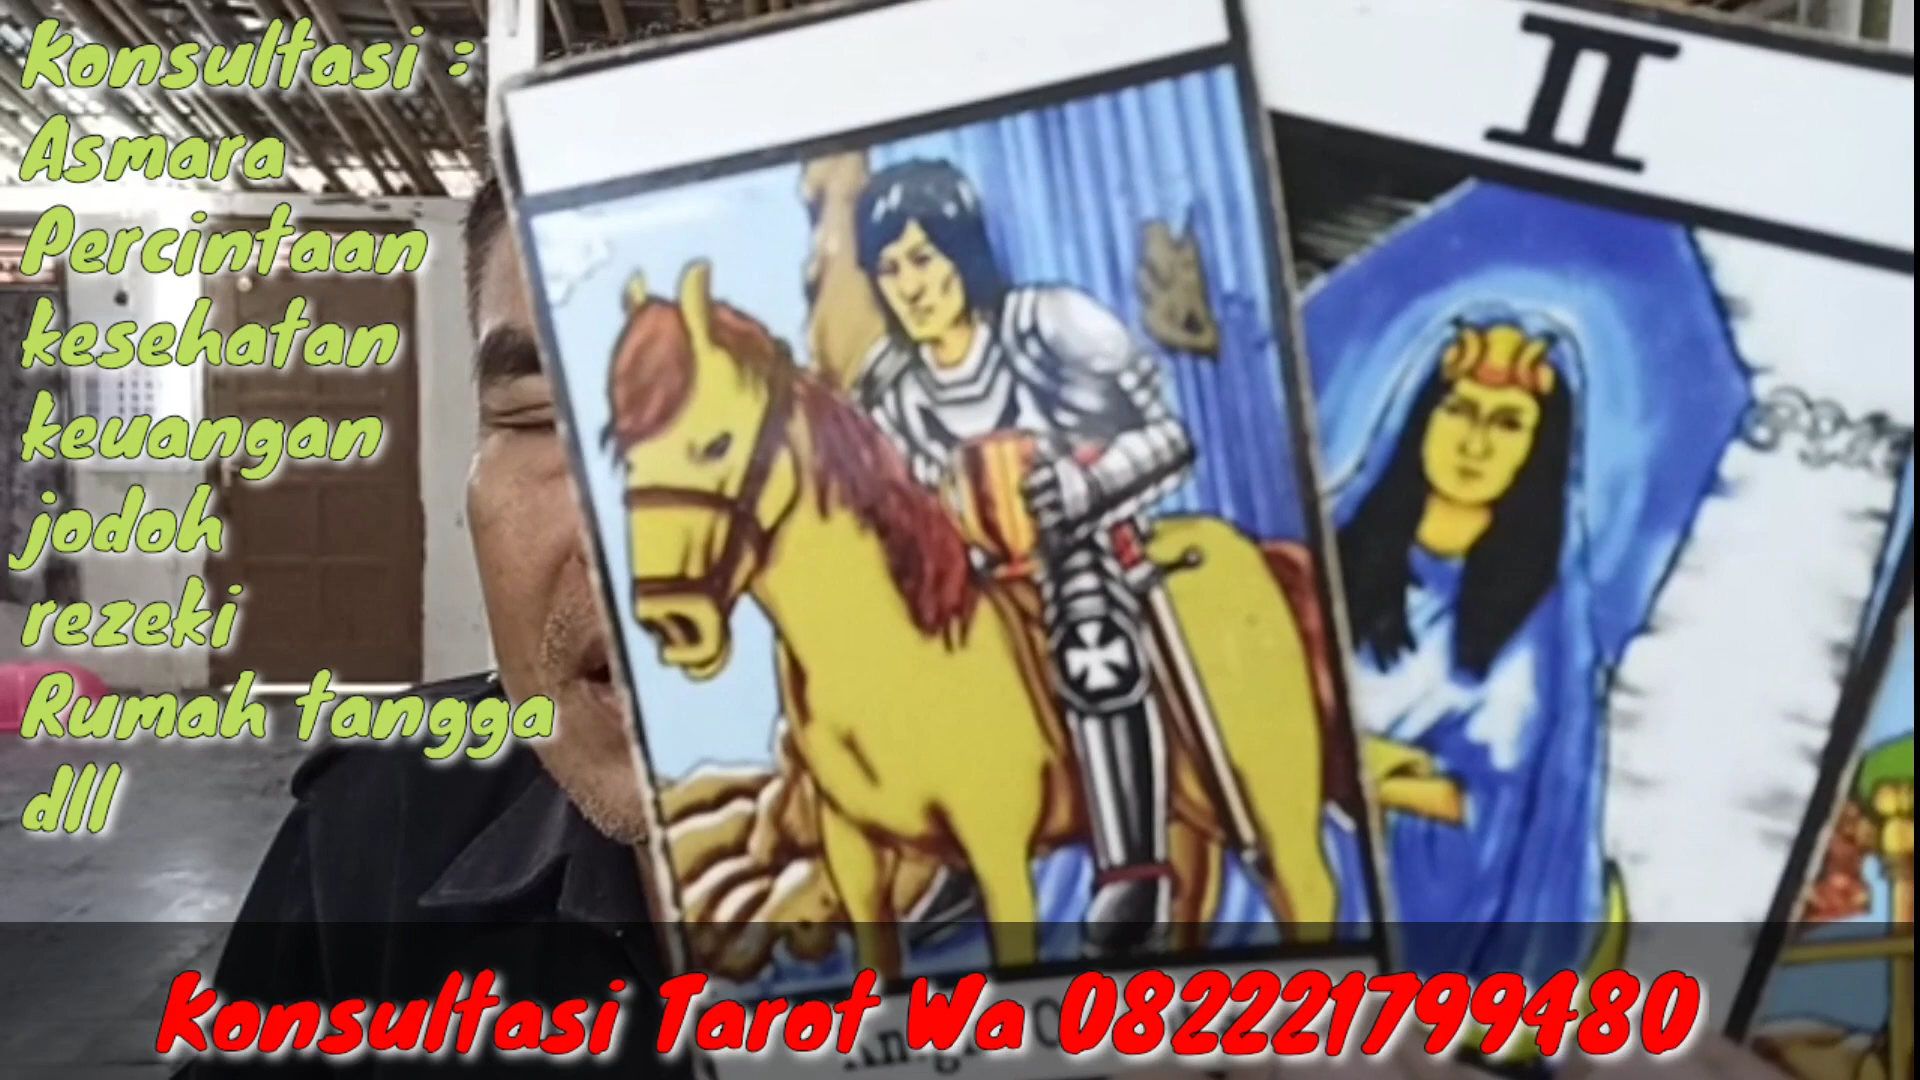 Konsultasi :
Asmara
Percintaan
kesehatan
keuangan
jodoh
rezeki
Rumah tangga
dll
II
Konsultasi Tarot Wa 082221799480